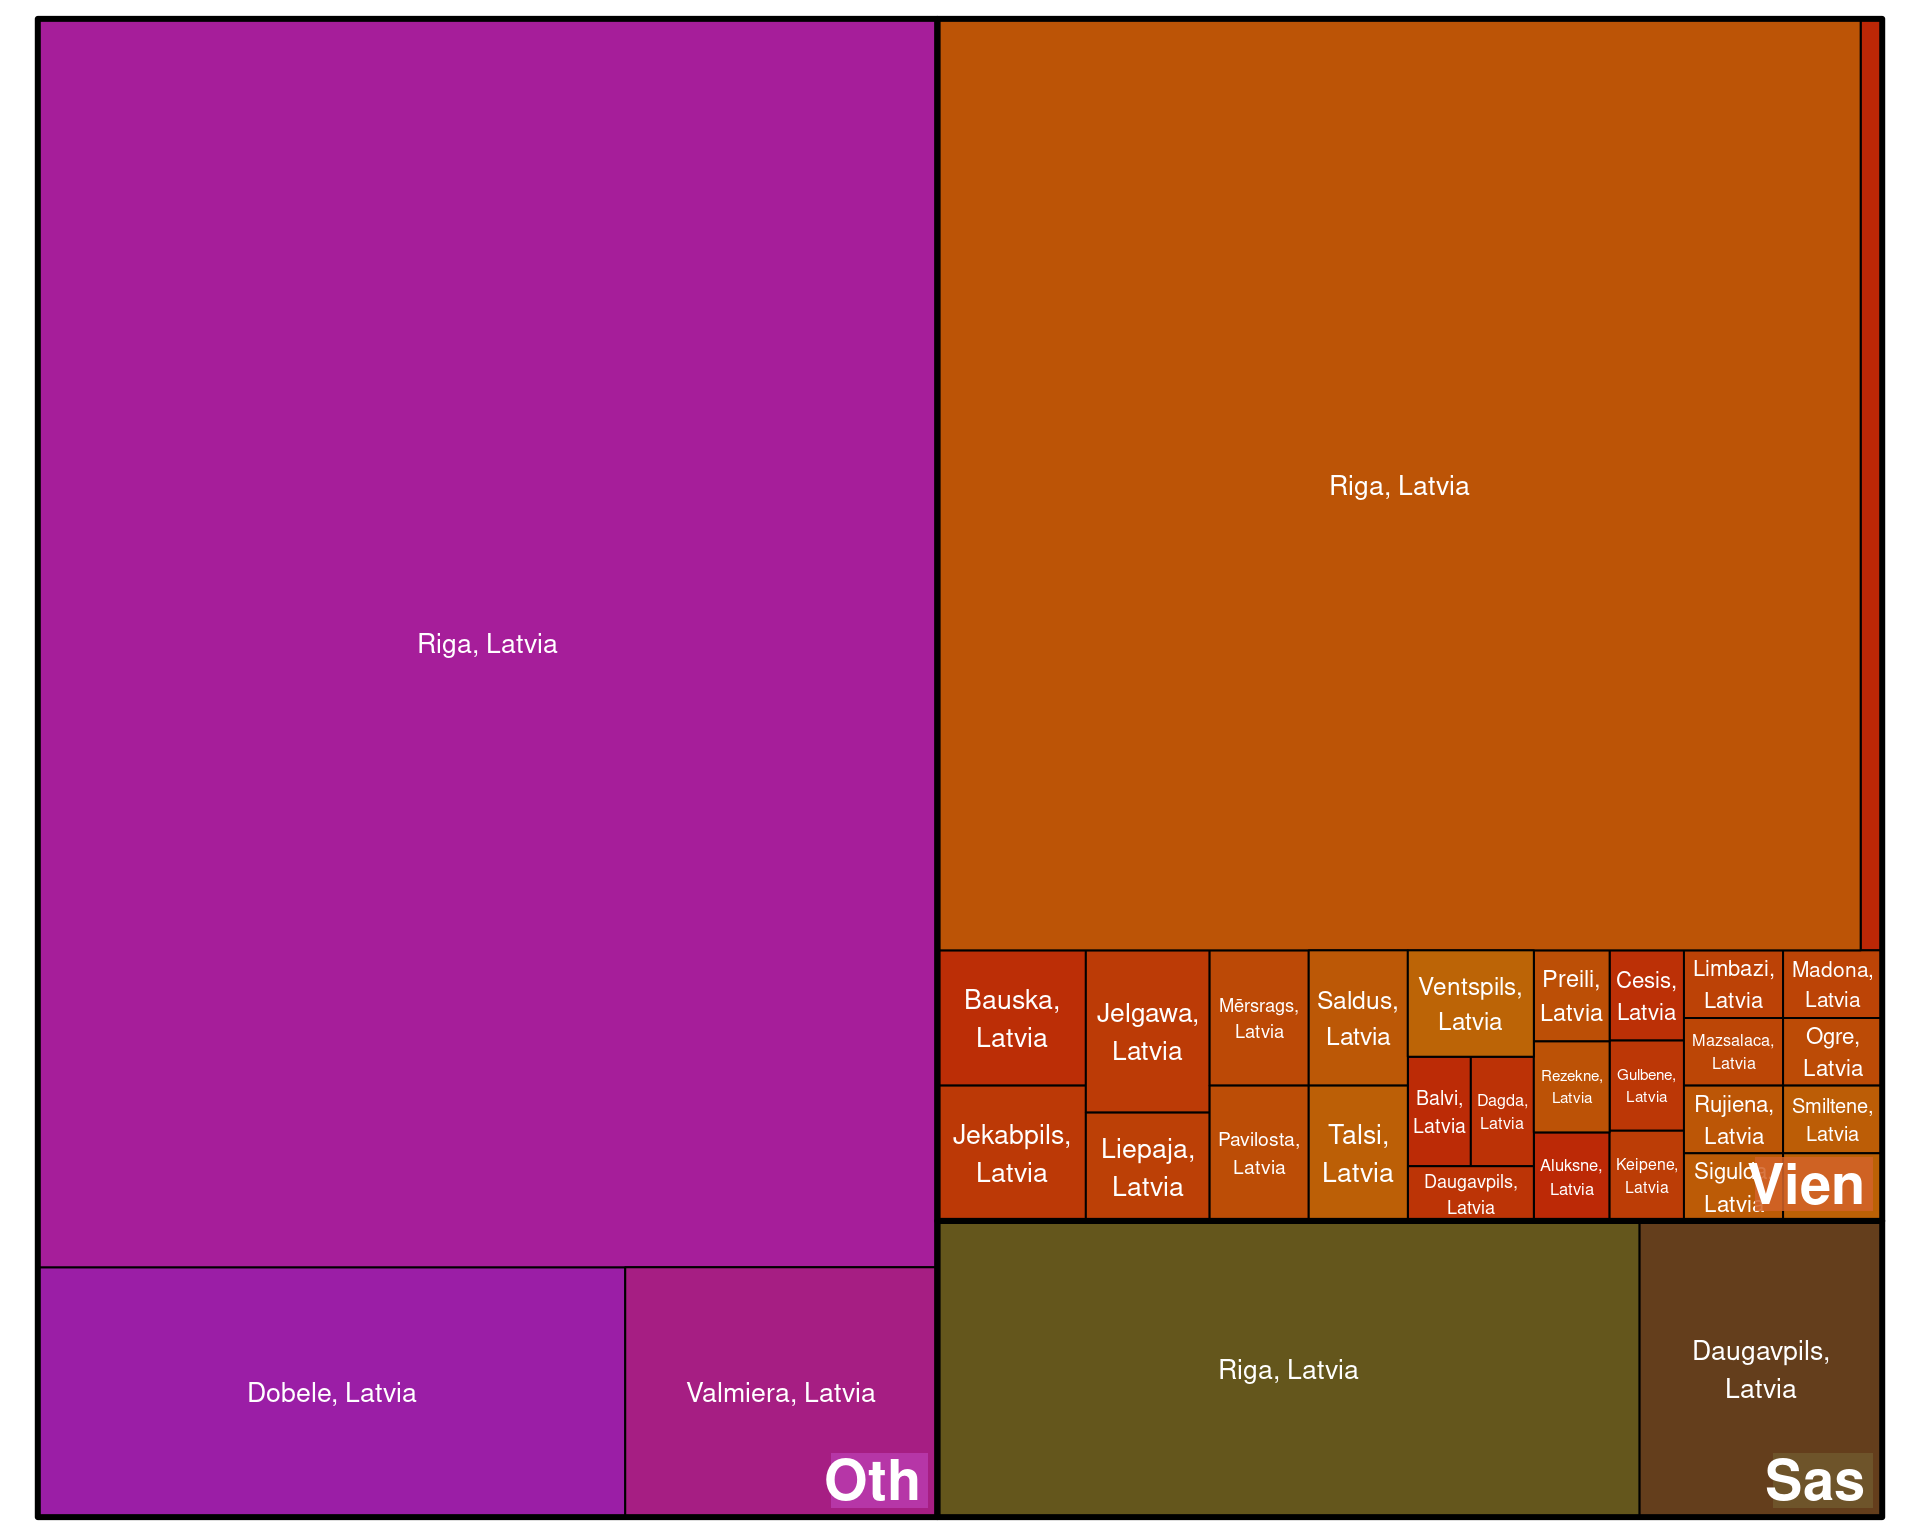 Riga, Latvia
Dobele, Latvia
Valmiera, Latvia
Oth
Riga, Latvia
Bauska,
Latvia
Jekabpils,
Latvia
Jelgawa,
Latvia
Liepaja,
Latvia
Mērsrags,
Latvia
Pavilosta,
Latvia
Saldus,
Latvia
Talsi,
Latvia
Ventspils,
Latvia
Balvi,
Latvia
Dagda,
Latvia
Daugavpils,
Latvia
Preili,
Latvia
Rezekne,
Latvia
Aluksne,
Latvia
Cesis,
Latvia
Gulbene,
Latvia
Keipene,
Latvia
Limbazi,
Latvia
Mazsalaca,
Latvia
Rujiena,
Latvia
Latvia
Madona,
Latvia
Ogre,
Latvia
Smiltene,
Latvia
Vien
Riga, Latvia
Daugavpils,
Latvia
Sas